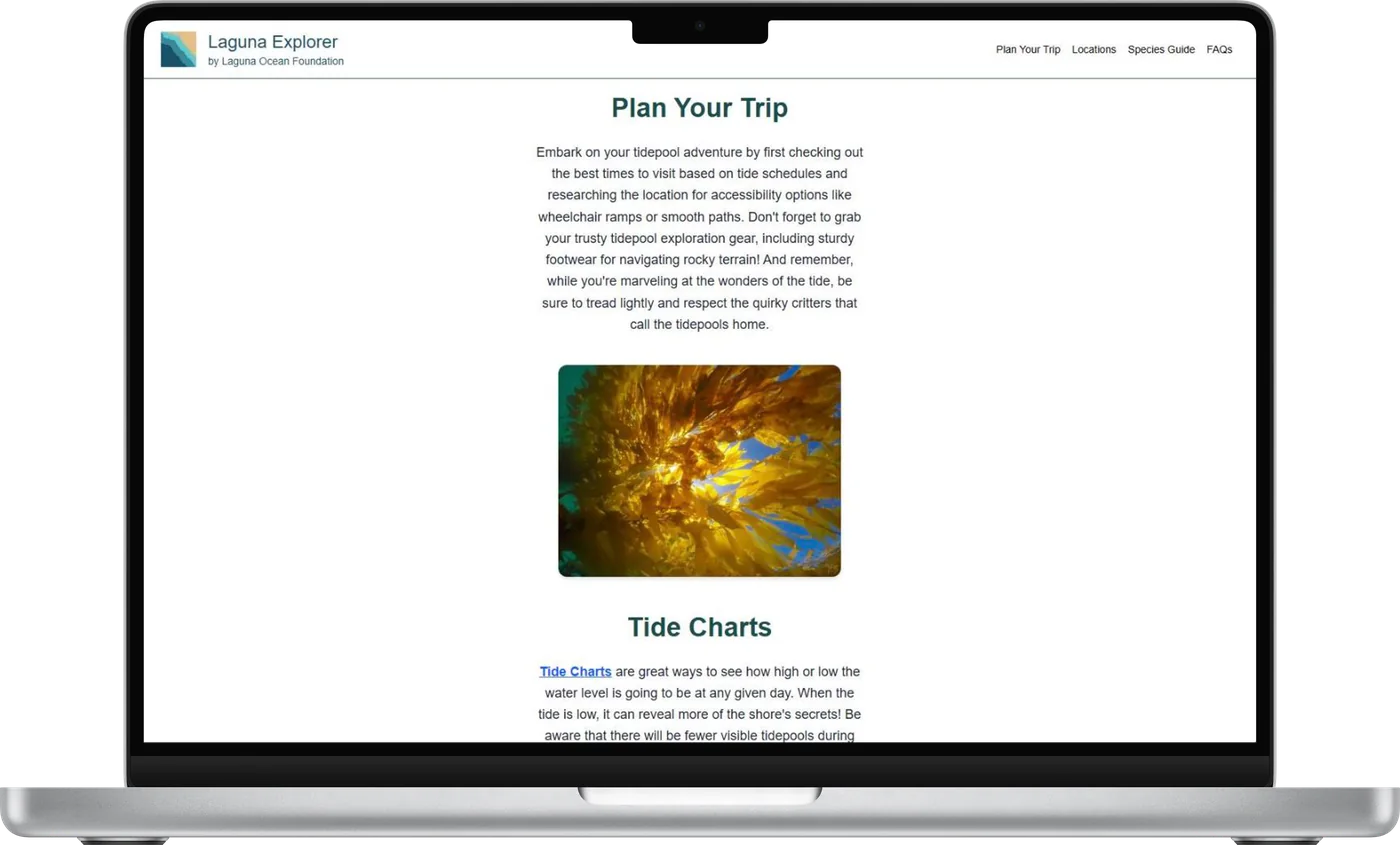 Laguna Explorer
by Laguna Ocean Foundation
Plan Your Trip Locations Species Guide FAQs
Plan Your Trip
Embark on your tidepool adventure by first checking out
the best times to visit based on tide schedules and
researching the location for accessibility options like
wheelchair ramps or smooth paths. Don't forget to grab
your trusty tidepool exploration gear, including sturdy
footwear for navigating rocky terrain! And remember,
while you're marveling at the wonders of the tide, be
sure to tread lightly and respect the quirky critters that
call the tidepools home.
Tide Charts
Tide Charts are great ways to see how high or low the
water level is going to be at any given day. When the
tide is low, it can reveal more of the shore's secrets! Be
aware that there will be fewer visible tidepools during